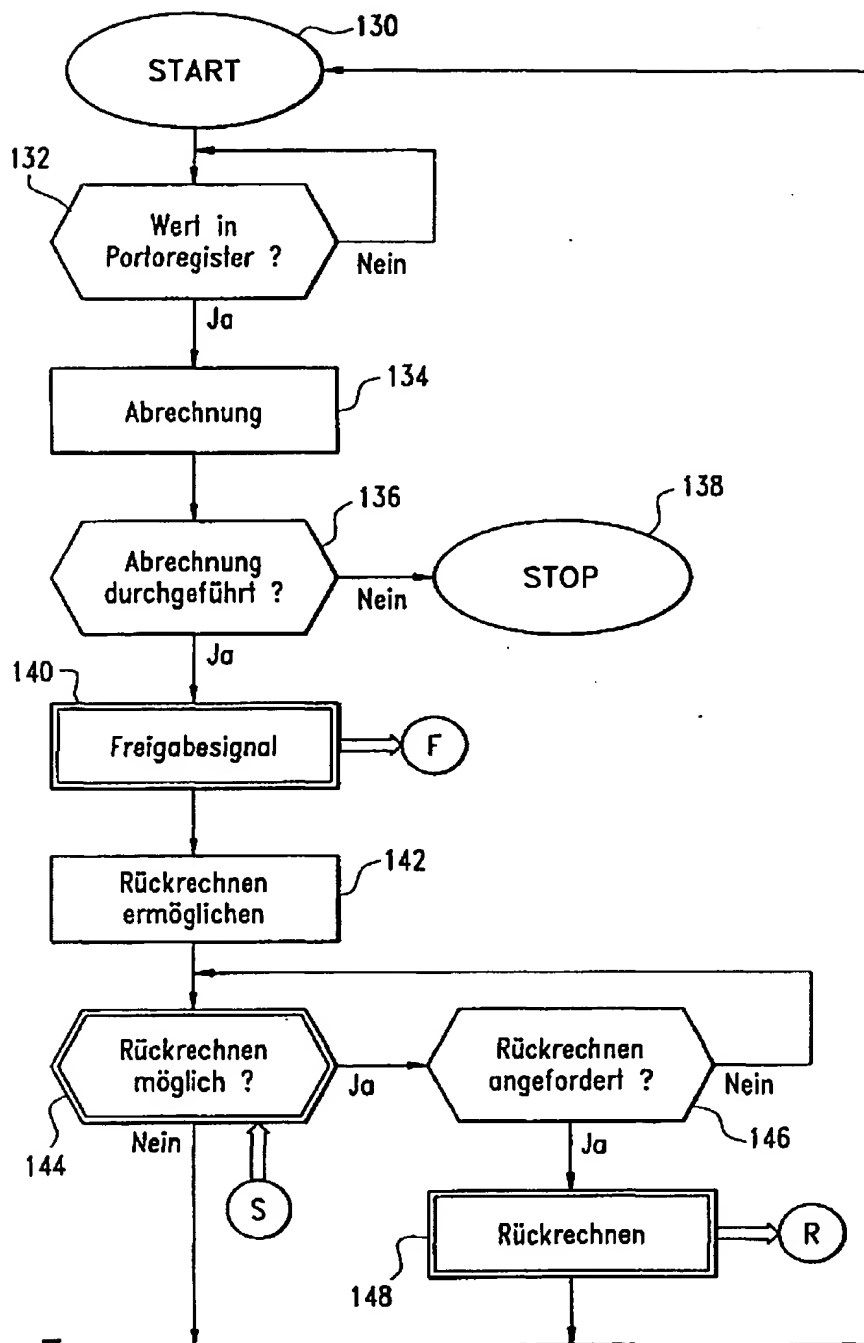 130
START
132
Wert in
Portoregister ?
Nein
Ja
134
Abrechnung
136
138
Abrechnung
durchgeführt ?
Nein
STOP
Ja
140
Freigabesignal
F
142
Rückrechnen
ermöglichen
Rückrechnen
möglich ?
Ja
Rückrechnen
angefordert ?
Nein
144
Nein
146
Ja
S
Rückrechnen
R
148